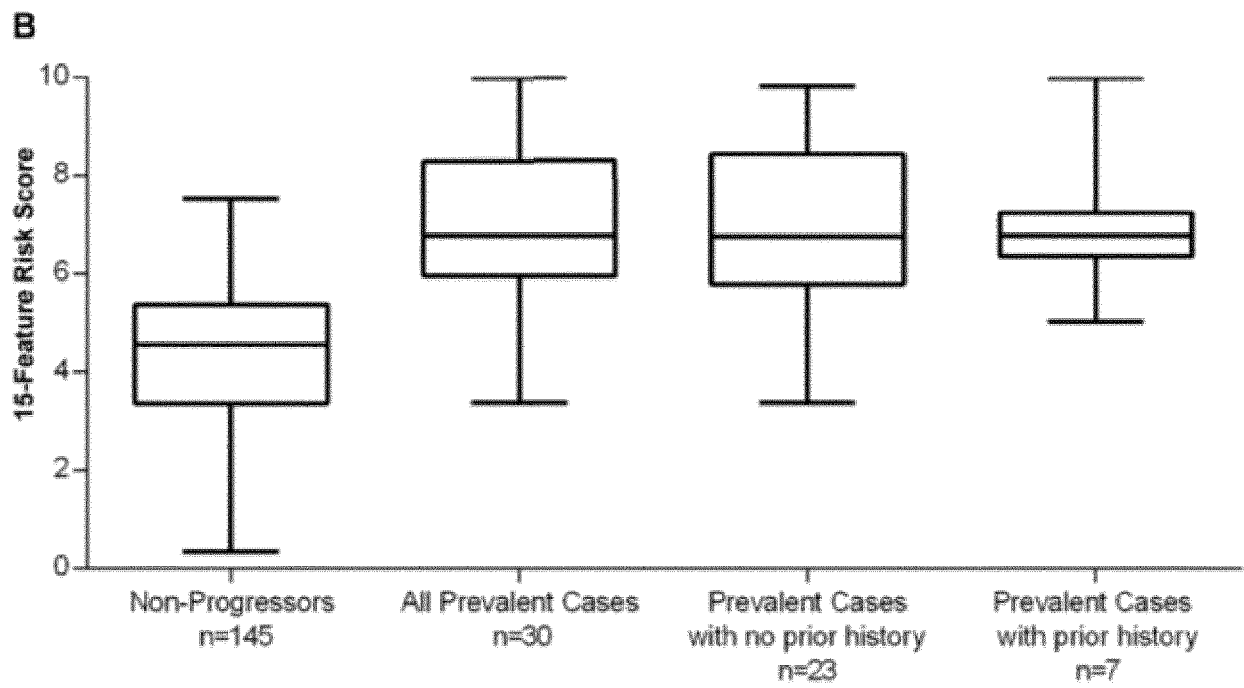 B
15-Feature Risk Score
10
8
6
4
2
0
Non-Progressors
n=145
All Prevalent Cases
n=30
Prevalent Cases
with no prior history
n=23
Prevalent Cases
with prior history
n=7